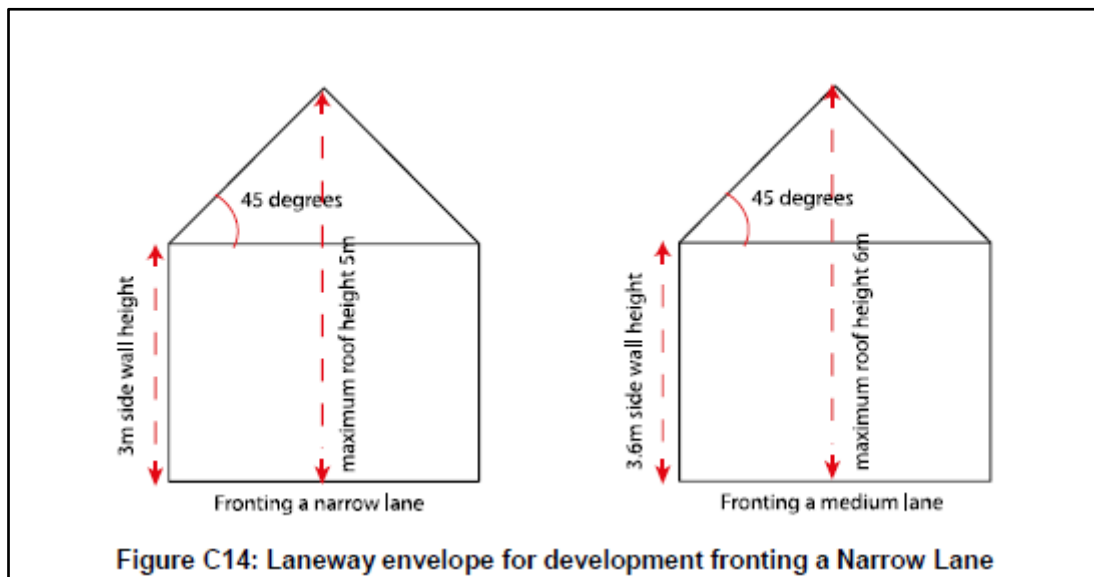 45 degrees
3m side wall height
maximum roof height 5m
Fronting a narrow lane
45 degrees
3.6m side wall height
maximum roof height 6m
Fronting a medium lane
Figure C14: Laneway envelope for development fronting a Narrow Lane